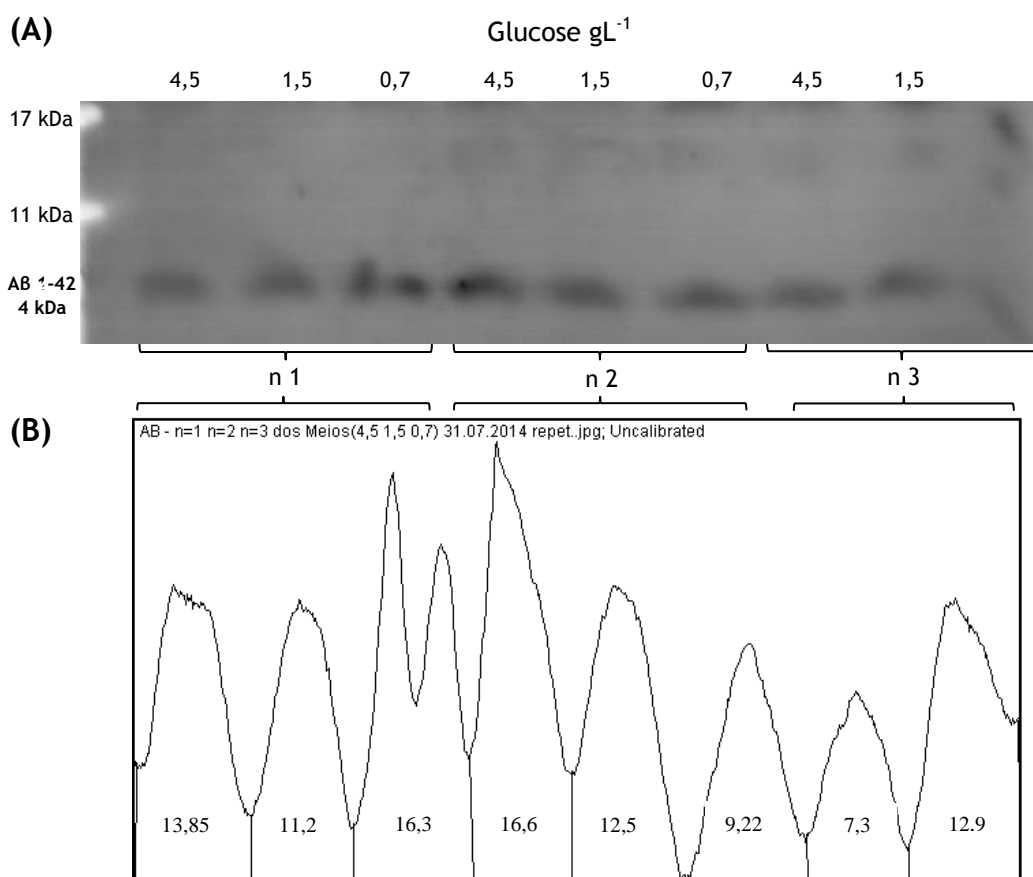 (A)
Glucose gL-1
4,5 1,5 0,7 4,5 1,5 0,7 4,5 1,5
17 kDa
11 kDa
Aβ 1-42
4 kDa
n 1 n 2 n 3
(B)
AB - n=1 n=2 n=3 dos Meios(4,5 1,5 0,7) 31.07.2014 repet..jpg; Uncalibrated
13,85 11,2 16,3 16,6 12,5 9,22 7,3 12.9